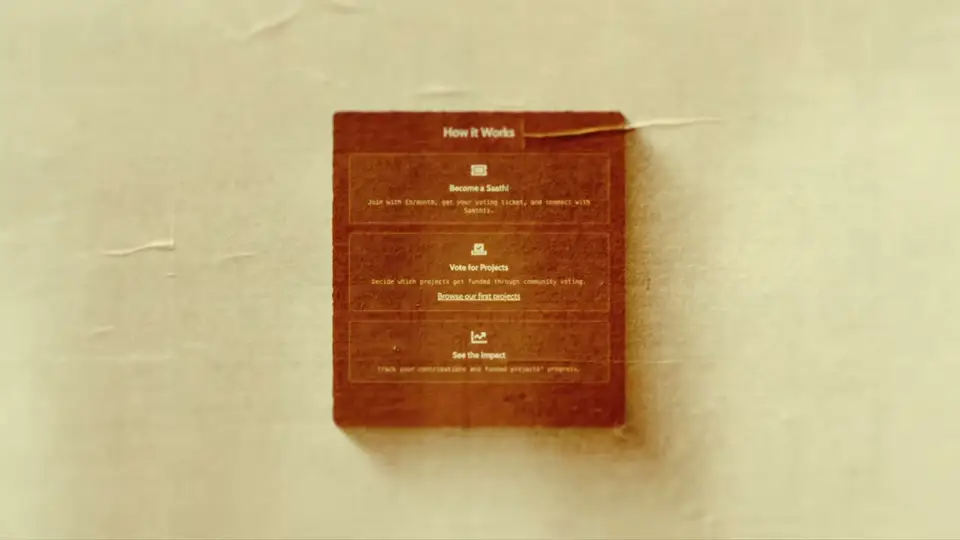 How it Works
Become a Saathi
Join with £5/month, get your voting ticket, and connect with
Saathis.
Vote for Projects
Decide which projects get funded through community voting.
Browse our first projects
See the Impact
Track your contributions and funded projects' progress.